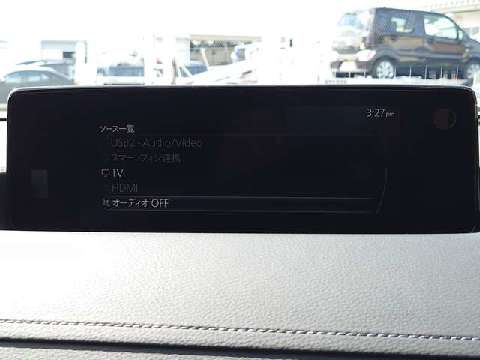 3:27pm
ソース一覧
USB2 - Audio/Video
スマートフォン連携
TV
HDMI
オーディオ OFF